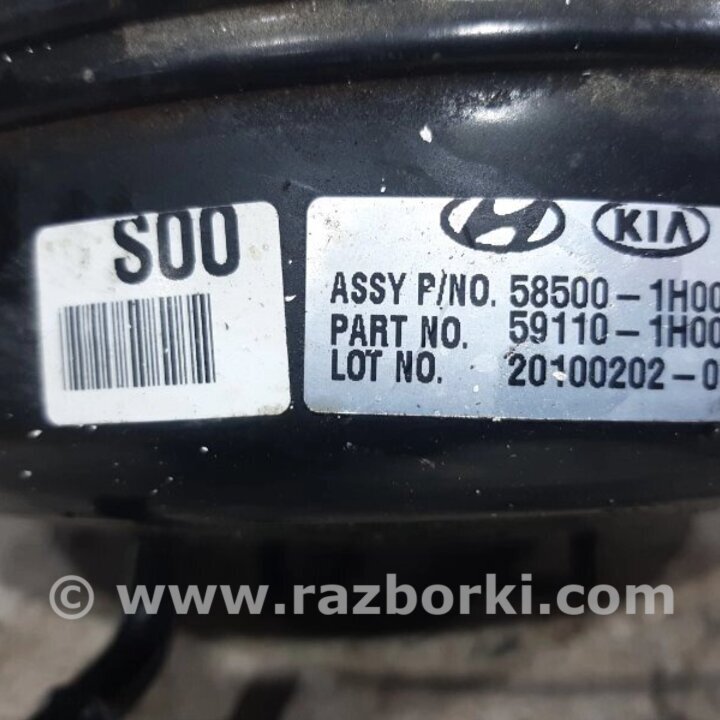 S00
KIA
ASSY P/NO. 58500-1H00
PART NO. 59110-1H00
LOT NO. 20100202-0
© www.razborki.com